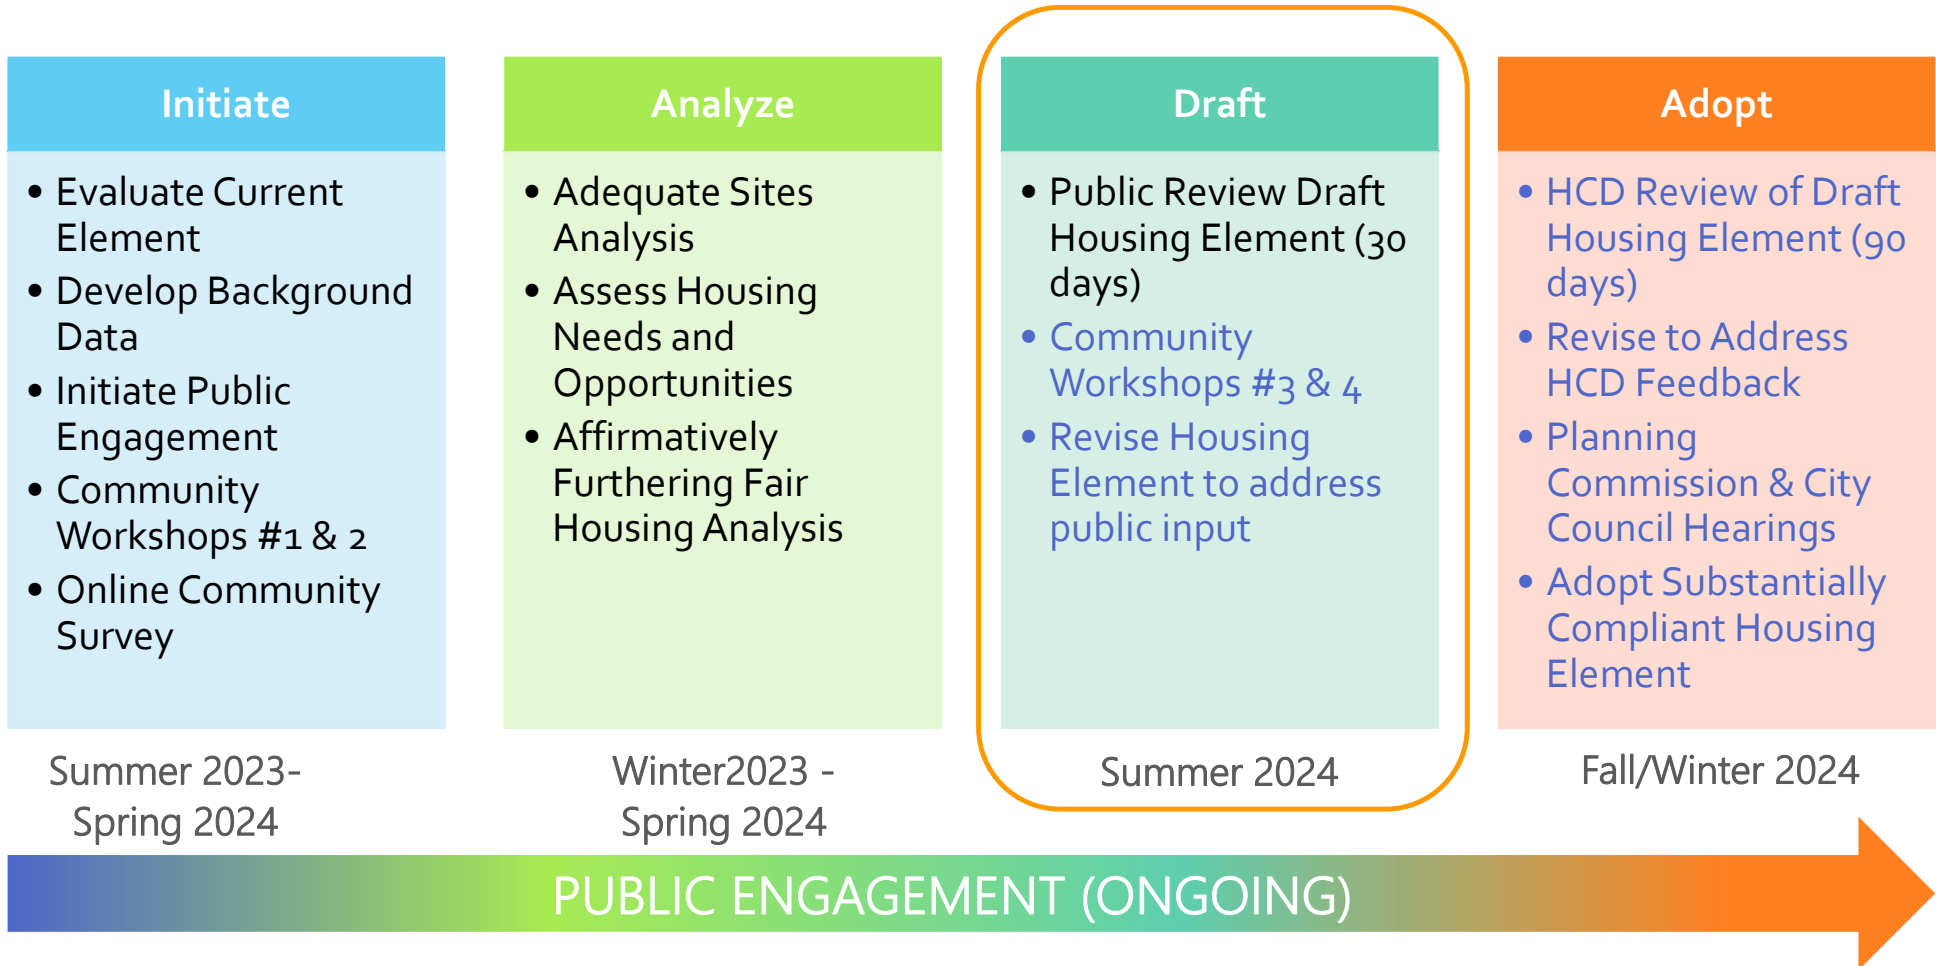 Initiate
• Evaluate Current
Element
• Develop Background
Data
• Initiate Public
Engagement
• Community
Workshops #1 & 2
• Online Community
Survey
Summer 2023-
Spring 2024
Analyze
• Adequate Sites
Analysis
• Assess Housing
Needs and
Opportunities
• Affirmatively
Furthering Fair
Housing Analysis
Winter2023 -
Spring 2024
Draft
• Public Review Draft
Housing Element (30
days)
• Community
Workshops #3 & 4
• Revise Housing
Element to address
public input
Summer 2024
Adopt
• HCD Review of Draft
Housing Element (90
days)
• Revise to Address
HCD Feedback
• Planning
Commission & City
Council Hearings
• Adopt Substantially
Compliant Housing
Element
Fall/Winter 2024
PUBLIC ENGAGEMENT (ONGOING)